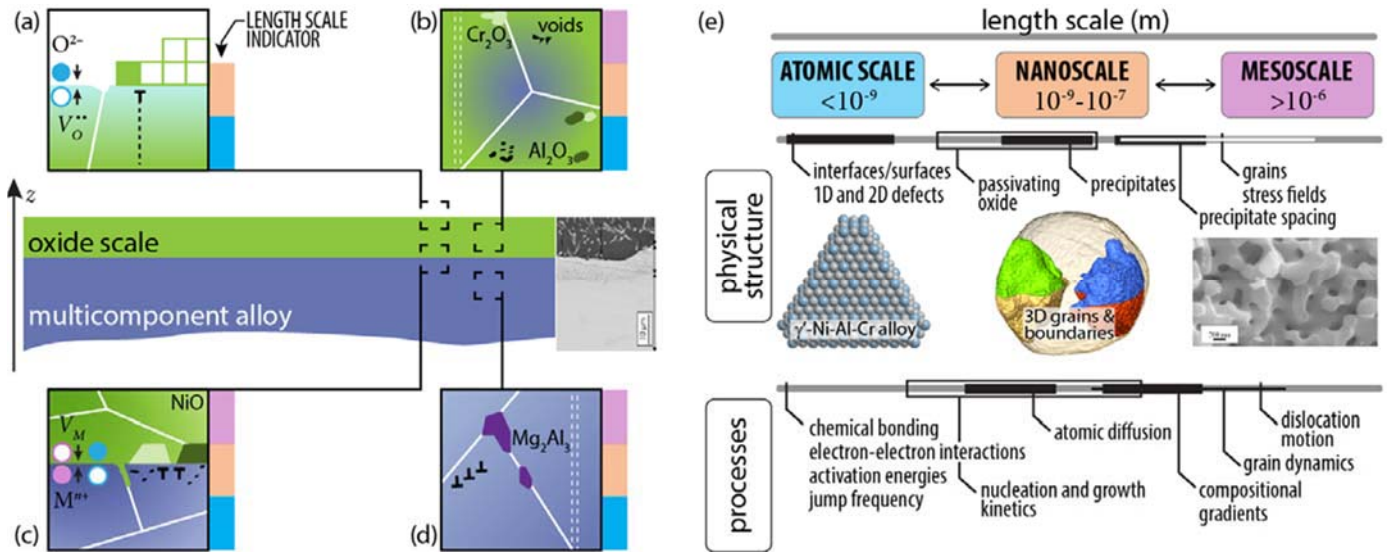 (a)
O²⁻
V_O^••
LENGTH SCALE
INDICATOR
(b)
Cr₂O₃
voids
Al₂O₃
z
oxide scale
multicomponent alloy
10 µm
(c)
NiO
V_M
Mⁿ⁺
(d)
Mg₂Al₃
(e)
length scale (m)
ATOMIC SCALE
<10⁻⁹
NANOSCALE
10⁻⁹-10⁻⁷
MESOSCALE
>10⁻⁶
physical
structure
interfaces/surfaces
1D and 2D defects
passivating
oxide
precipitates
grains
stress fields
precipitate spacing
γ'-Ni-Al-Cr alloy
3D grains &
boundaries
processes
chemical bonding
electron-electron interactions
activation energies
jump frequency
nucleation and growth
kinetics
atomic diffusion
dislocation
motion
grain dynamics
compositional
gradients